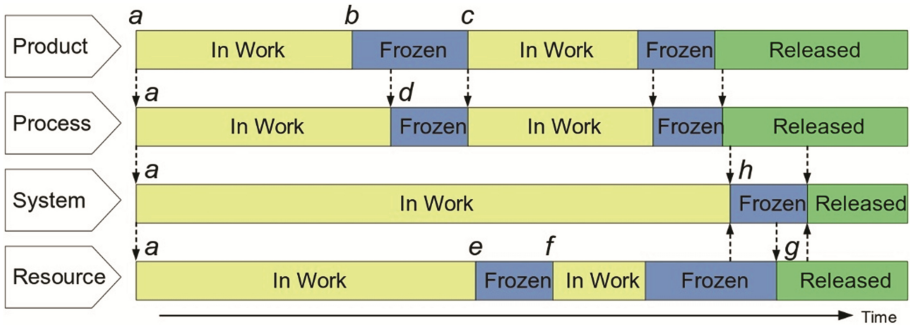 a b c
Product In Work Frozen In Work Frozen Released
a d
Process In Work Frozen In Work Frozen Released
a h
System In Work Frozen Released
a e f g
Resource In Work Frozen In Work Frozen Released
Time